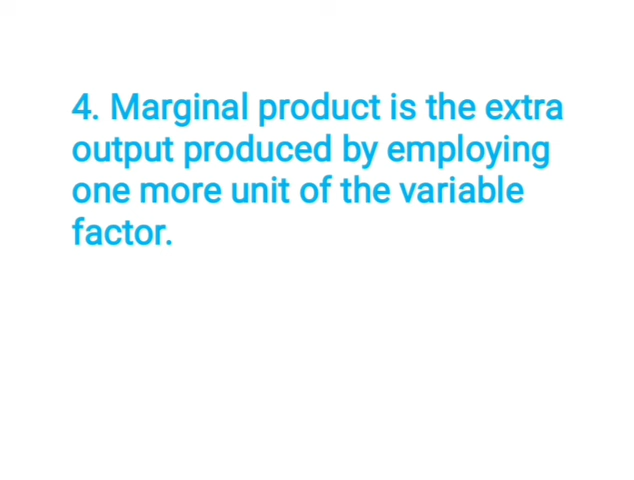 4. Marginal product is the extra
output produced by employing
one more unit of the variable
factor.